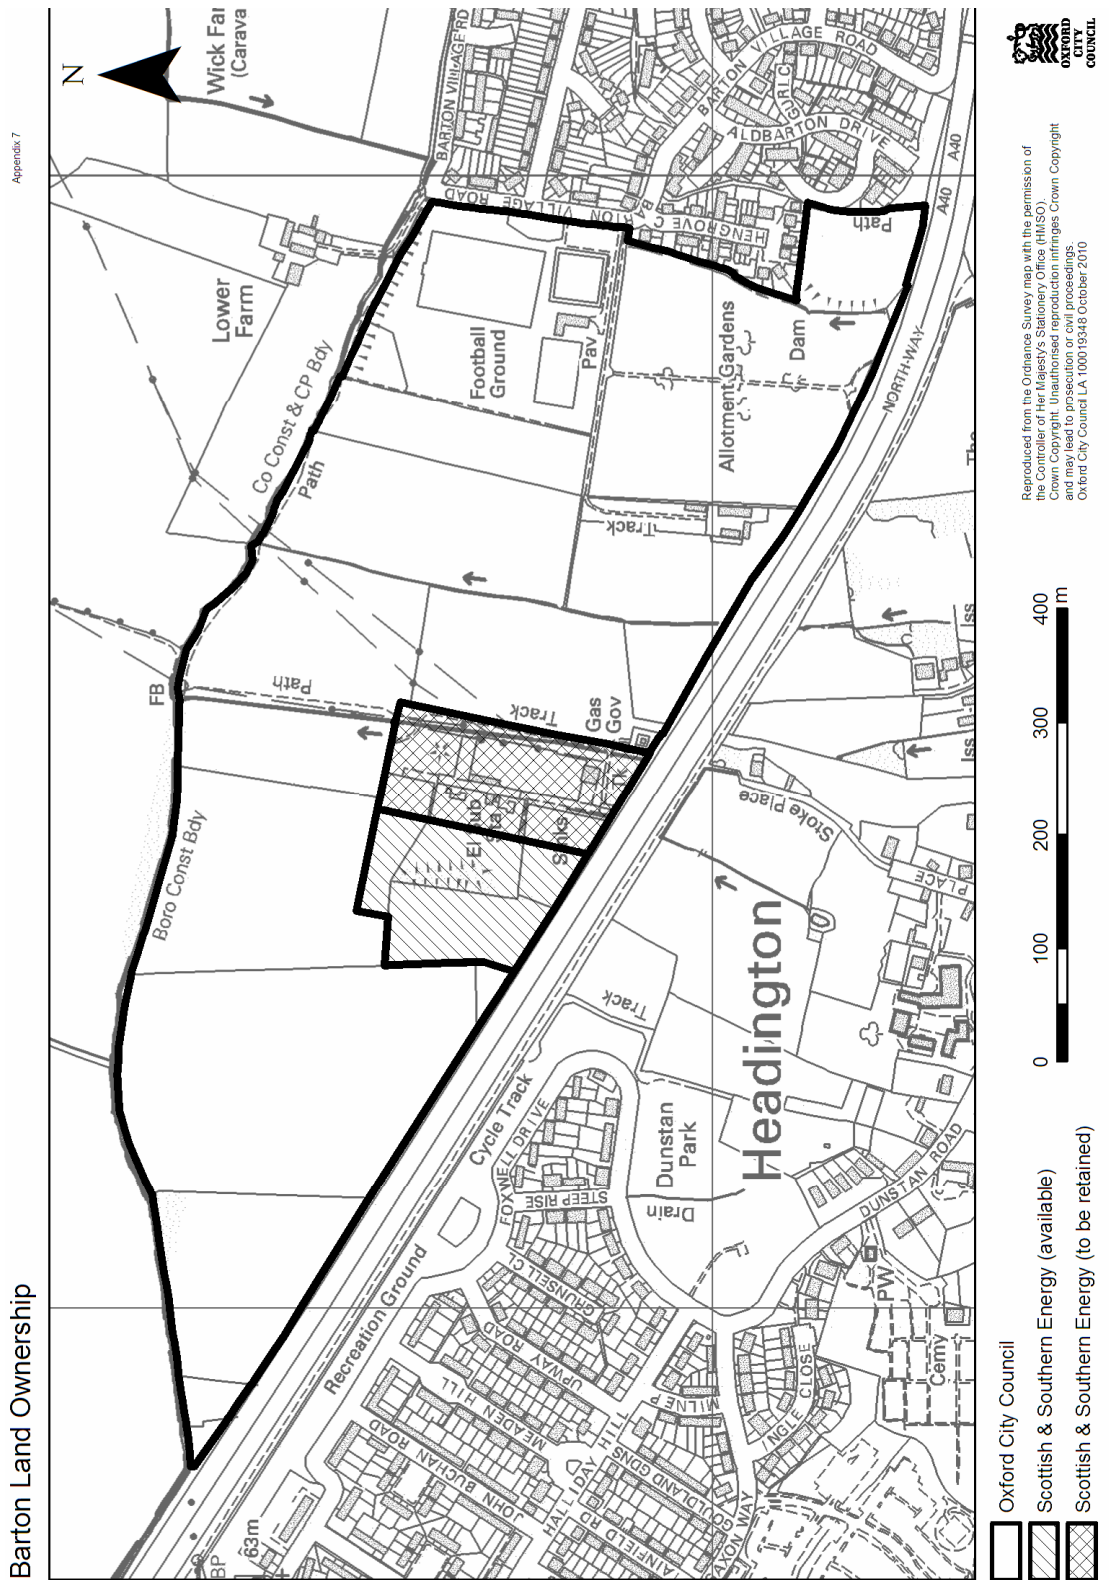 Appendix 7
Barton Land Ownership
N
Wick Far
(Carava
Lower
Farm
BARTON VILLAGE RD
BARTON VILLAGE ROAD
BARTON
VILLAGE ROAD
ALDBARTON DRIVE
HENGROVE C
Path
A40
A40
NORTH-WAY
Co Const & CP Bdy
Path
Football
Ground
Pav
Allotment Gardens
Dam
Track
FB
Path
Track
Gas
Gov
Tk
El Sub
Sta
Boro Const Bdy
Stoke Place
PLACE
Iss
Iss
Headington
Track
Cycle Track
FOXWELL DRIVE
STEEP RISE
Dunstan
Park
Drain
DUNSTAN ROAD
Recreation Ground
GRUNSELL CL
UPWAY ROAD
MEADEN HILL
JOHN BUCHAN ROAD
HALLIDAY HILL
MILNE P
INGLE CLOSE
PW
Cemy
63m
BP
Oxford City Council
Scottish & Southern Energy (available)
Scottish & Southern Energy (to be retained)
0 100 200 300 400
m
Reproduced from the Ordnance Survey map with the permission of
the Controller of Her Majesty's Stationery Office (HMSO).
Crown Copyright. Unauthorised reproduction infringes Crown Copyright
and may lead to prosecution or civil proceedings.
Oxford City Council LA 100019348 October 2010
OXFORD
CITY
COUNCIL